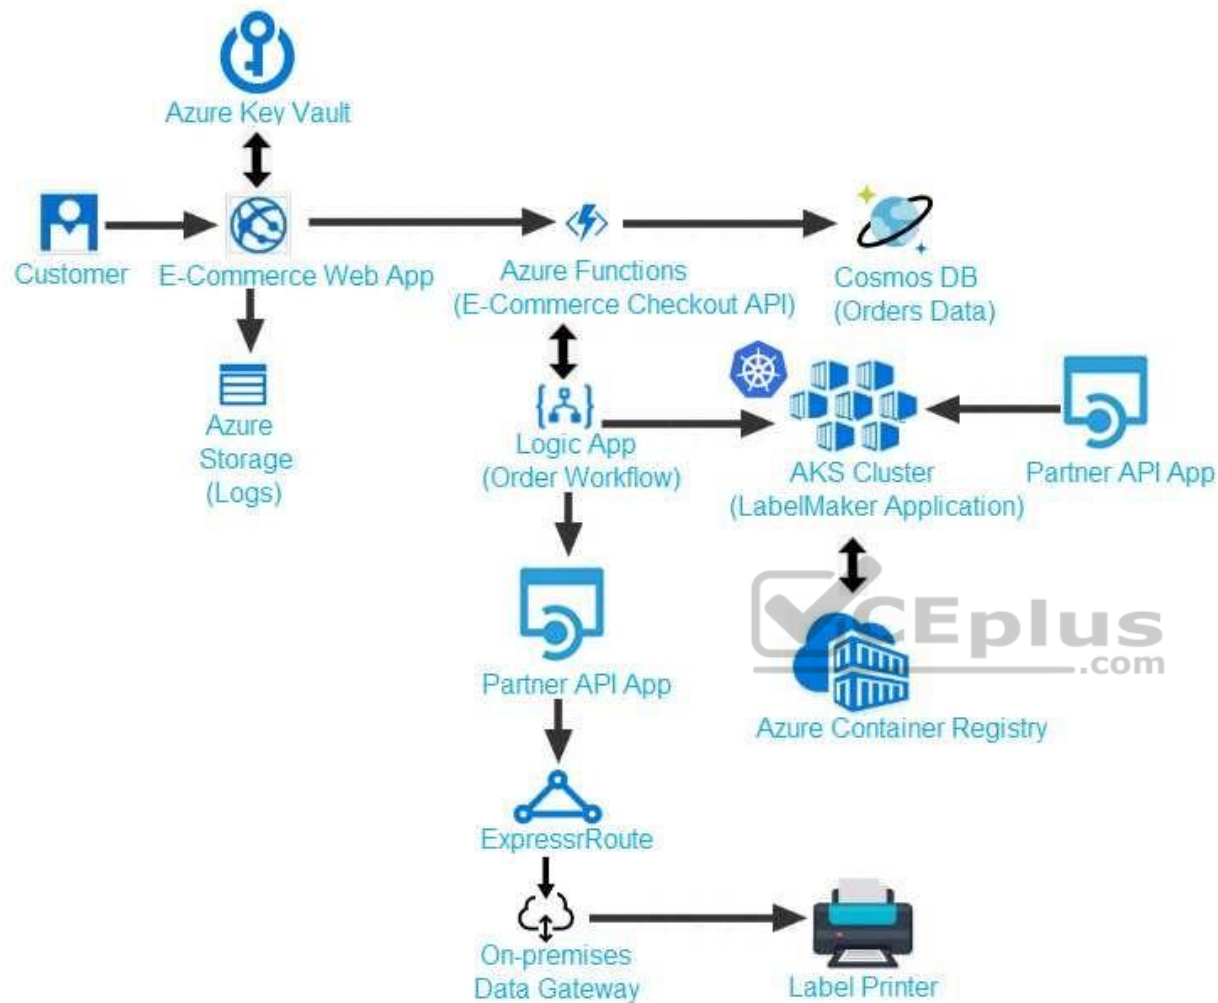 Azure Key Vault
Customer
E-Commerce Web App
Azure Functions
(E-Commerce Checkout API)
Cosmos DB
(Orders Data)
Azure
Storage
(Logs)
Logic App
(Order Workflow)
AKS Cluster
(LabelMaker Application)
Partner API App
Partner API App
CEplus
.com
Azure Container Registry
ExpressrRoute
On-premises
Data Gateway
Label Printer